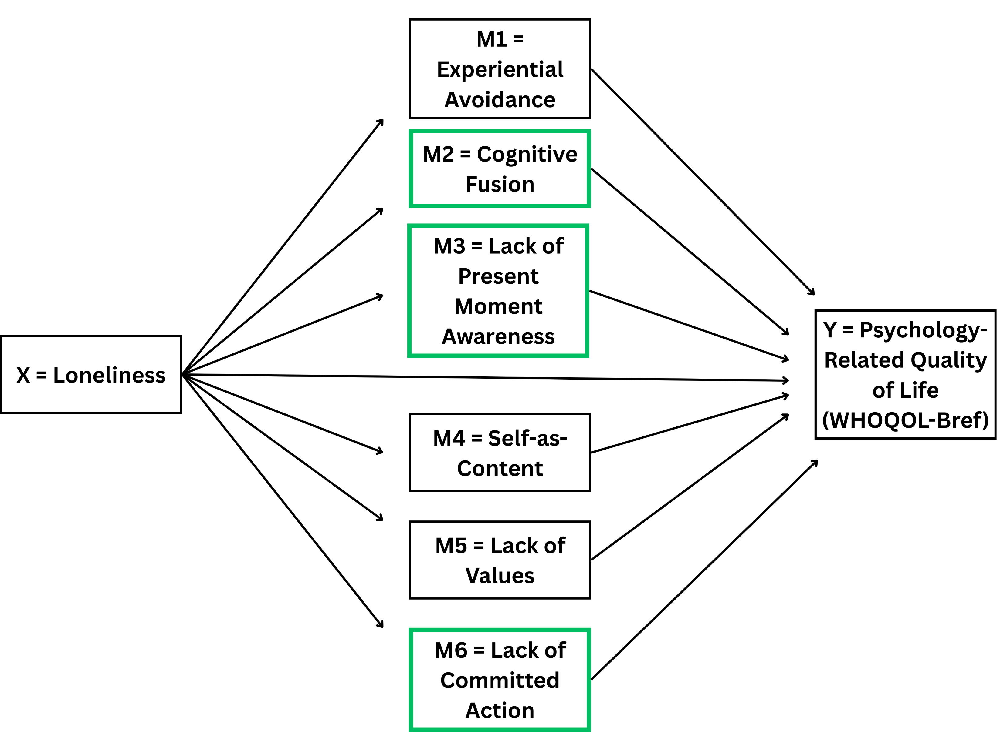 M1 =
Experiential
Avoidance
M2 = Cognitive
Fusion
M3 = Lack of
Present
Moment
Awareness
X = Loneliness
Y = Psychology-
Related Quality
of Life
(WHOQOL-Bref)
M4 = Self-as-
Content
M5 = Lack of
Values
M6 = Lack of
Committed
Action